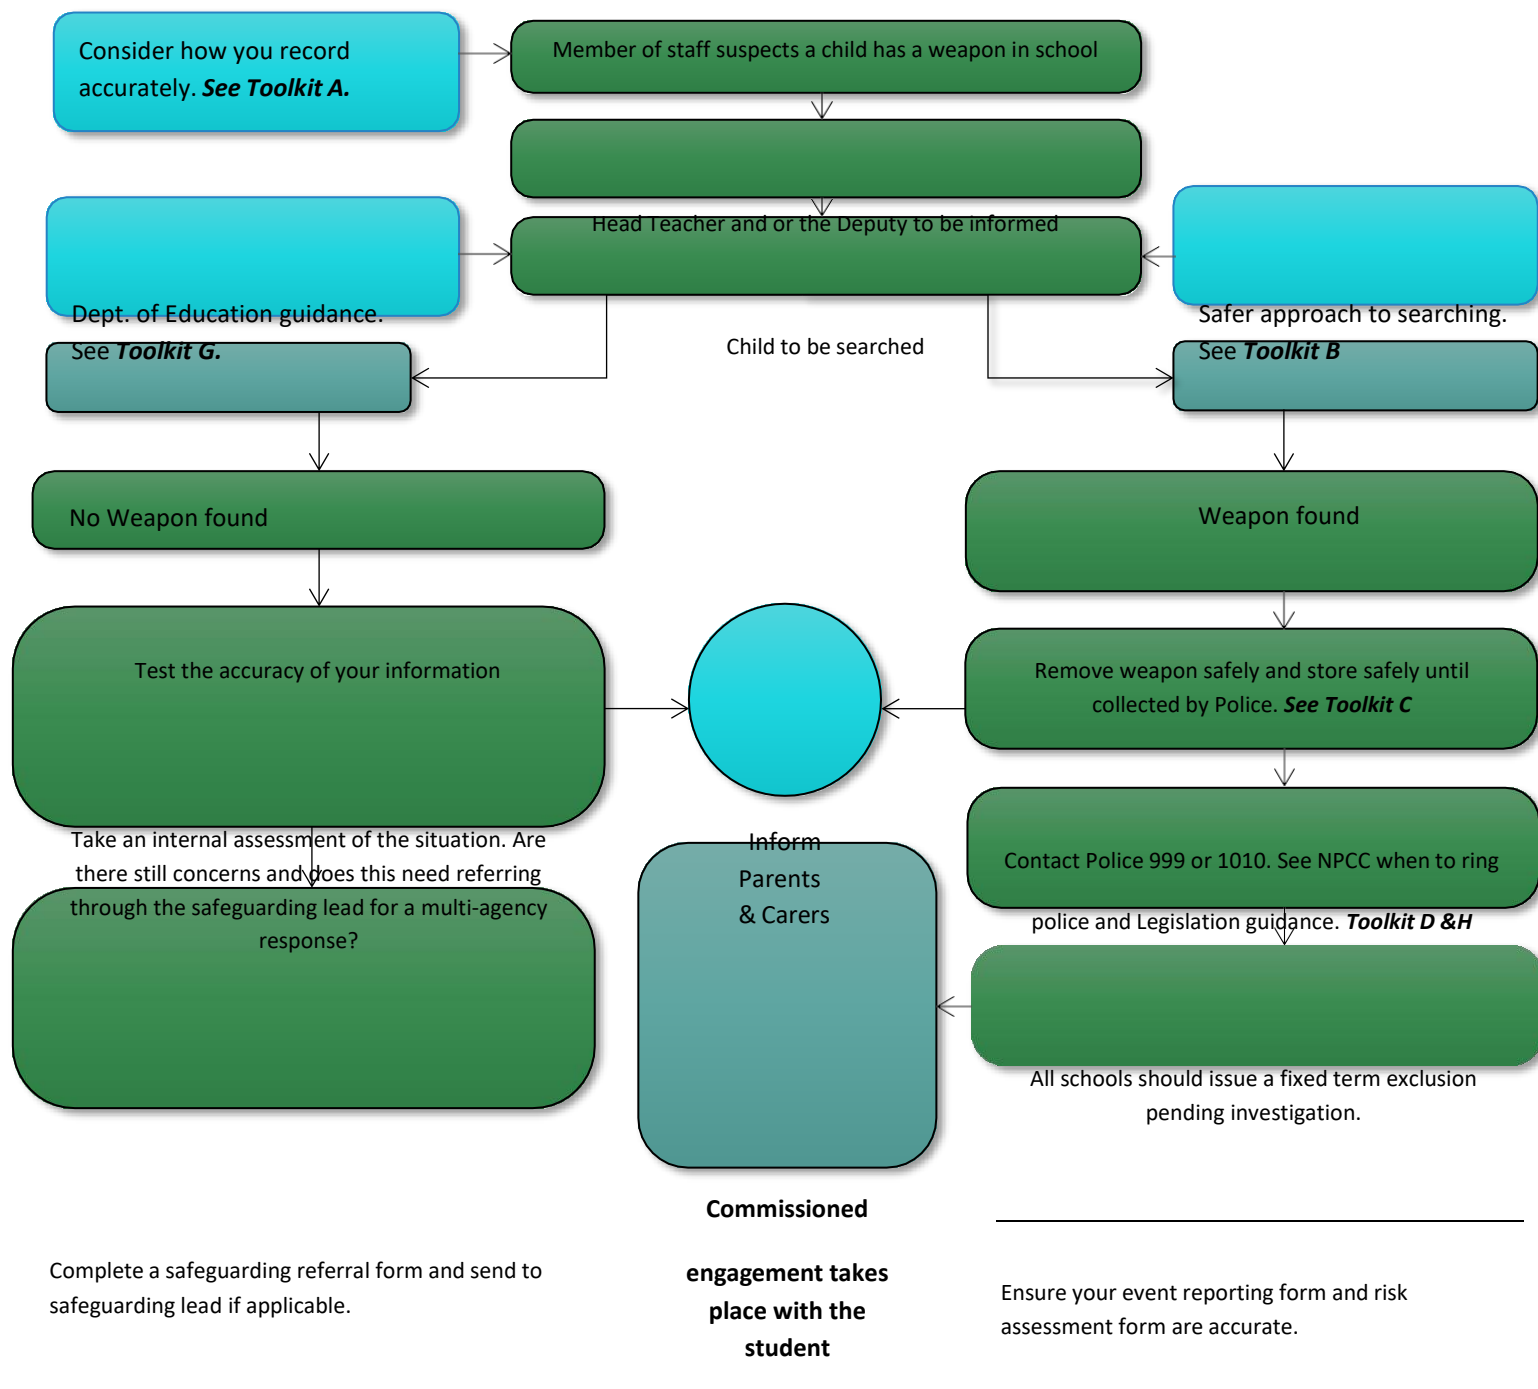 Consider how you record
accurately. See Toolkit A.
Member of staff suspects a child has a weapon in school
Head Teacher and or the Deputy to be informed
Dept. of Education guidance.
See Toolkit G.
Child to be searched
Safer approach to searching.
See Toolkit B
No Weapon found
Weapon found
Test the accuracy of your information
Remove weapon safely and store safely until
collected by Police. See Toolkit C
Take an internal assessment of the situation. Are
there still concerns and does this need referring
through the safeguarding lead for a multi-agency
response?
Inform
Parents
& Carers
Contact Police 999 or 1010. See NPCC when to ring
police and Legislation guidance. Toolkit D &H
All schools should issue a fixed term exclusion
pending investigation.
Commissioned
engagement takes
place with the
student
Complete a safeguarding referral form and send to
safeguarding lead if applicable.
Ensure your event reporting form and risk
assessment form are accurate.